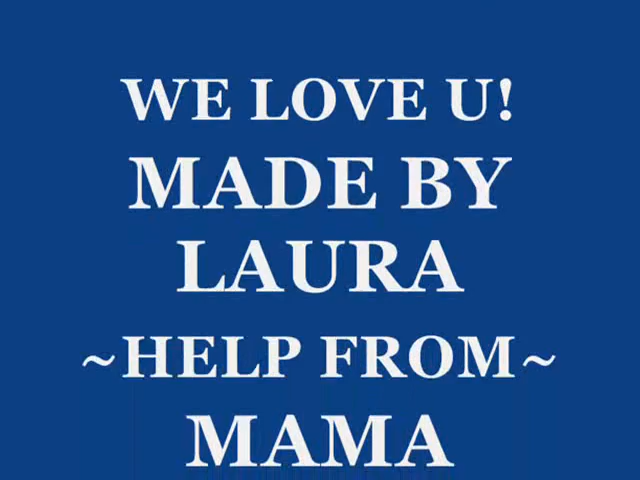 WE LOVE U!
MADE BY
LAURA
~HELP FROM~
MAMA